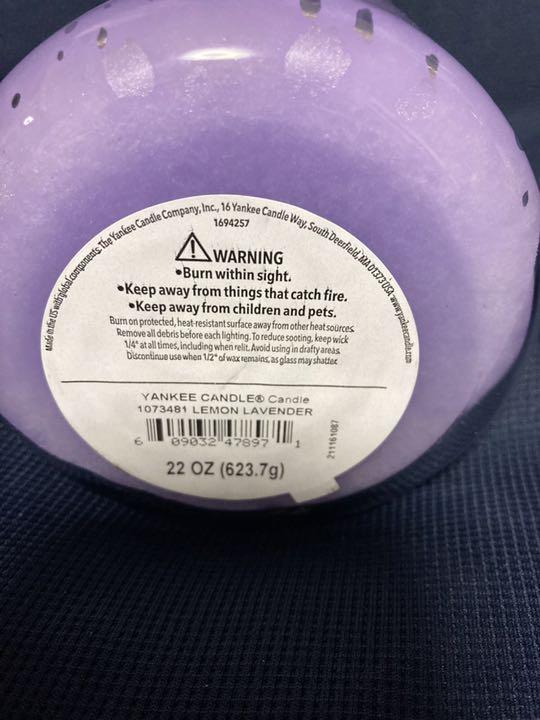 Made in the US with global components. The Yankee Candle Company, Inc., 16 Yankee Candle Way, South Deerfield, MA 01373 USA www.yankeecandle.com
1694257
WARNING
•Burn within sight.
•Keep away from things that catch fire.
•Keep away from children and pets.
Burn on protected, heat-resistant surface away from other heat sources.
Remove all debris before each lighting. To reduce sooting, keep wick
1/4" at all times, including when relit. Avoid using in drafty areas.
Discontinue use when 1/2" of wax remains, as glass may shatter.
YANKEE CANDLE® Candle
1073481 LEMON LAVENDER
6 09032 47897 1
211161087
22 OZ (623.7g)